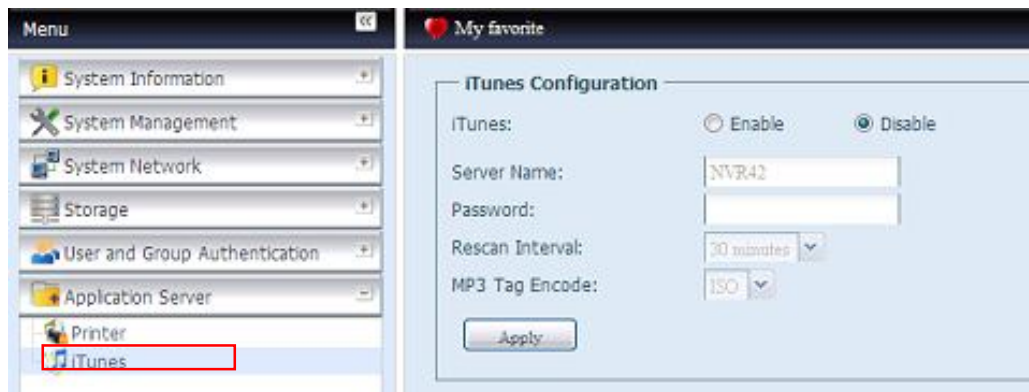 Menu
System Information
System Management
System Network
Storage
User and Group Authentication
Application Server
Printer
iTunes
My favorite
iTunes Configuration
iTunes:
Enable
Disable
Server Name:
NVR42
Password:
Rescan Interval:
30 minutes
MP3 Tag Encode:
ISO
Apply